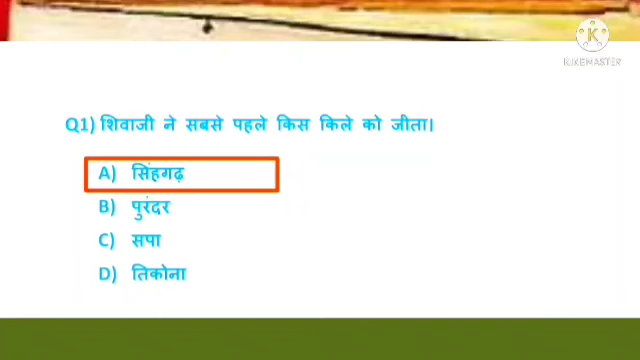 K
KINEMASTER
Q1) शिवाजी ने सबसे पहले किस किले को जीता।
A) सिंहगढ़
B) पुरंदर
C) सपा
D) तिकोना